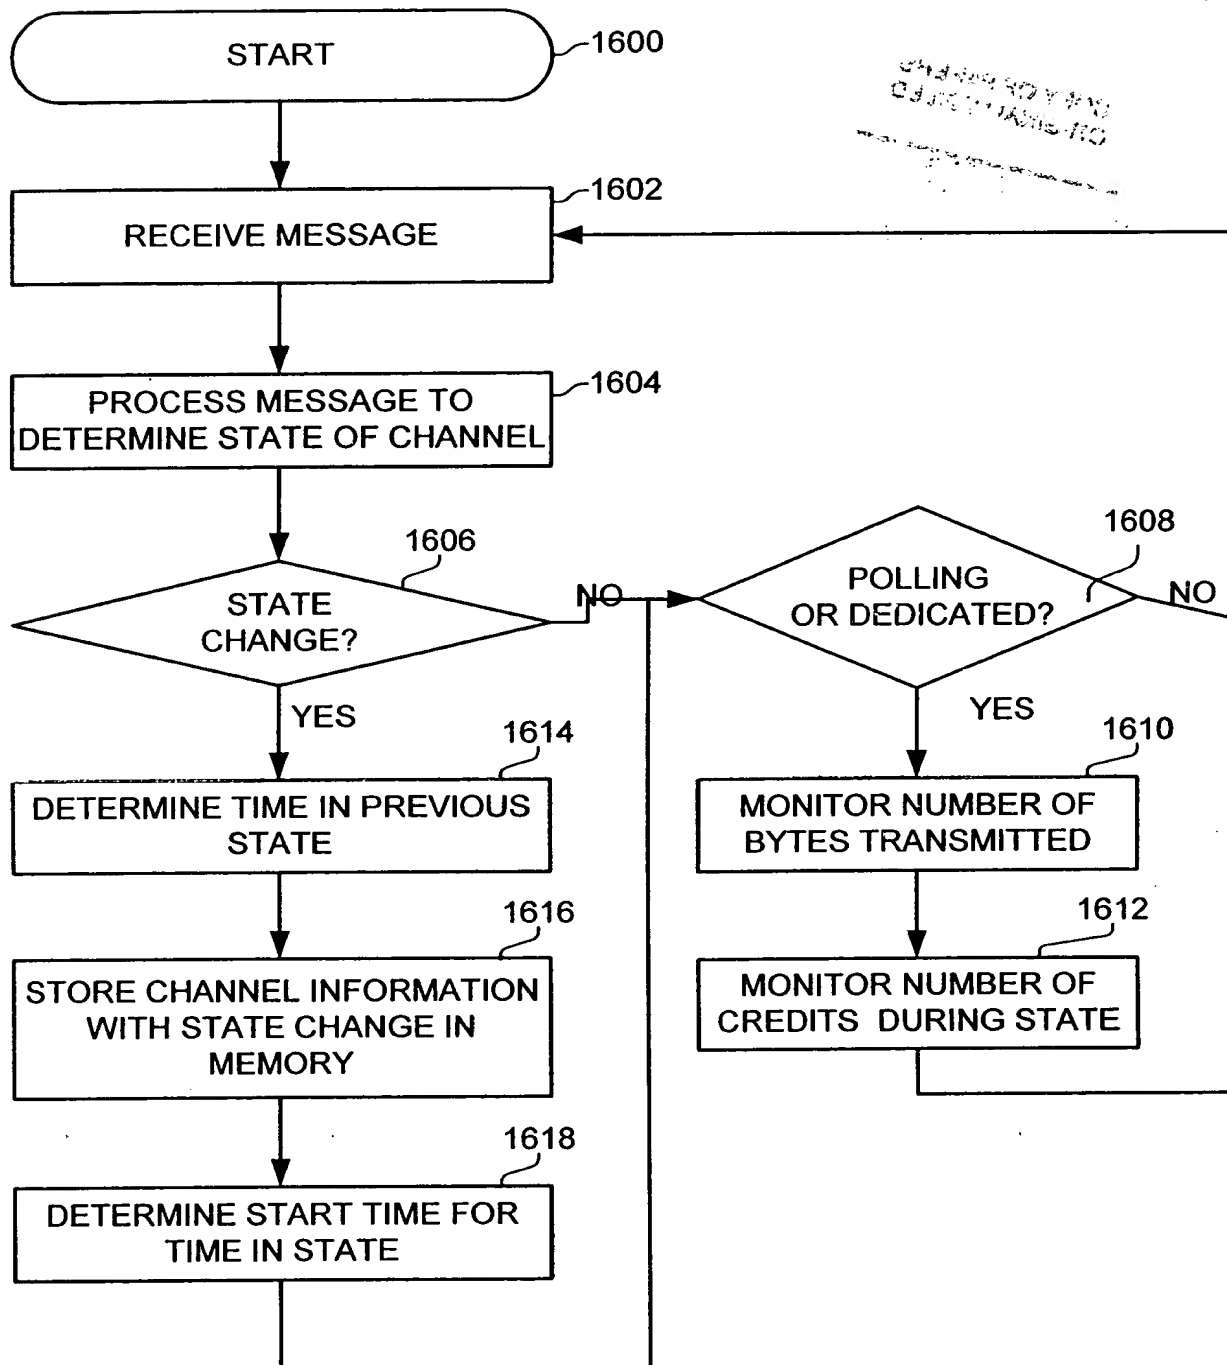 START
1600
1602
RECEIVE MESSAGE
1604
PROCESS MESSAGE TO
DETERMINE STATE OF CHANNEL
1606
STATE
CHANGE?
NO
YES
1608
POLLING
OR DEDICATED?
NO
YES
1614
DETERMINE TIME IN PREVIOUS
STATE
1610
MONITOR NUMBER OF
BYTES TRANSMITTED
1616
STORE CHANNEL INFORMATION
WITH STATE CHANGE IN
MEMORY
1612
MONITOR NUMBER OF
CREDITS DURING STATE
1618
DETERMINE START TIME FOR
TIME IN STATE